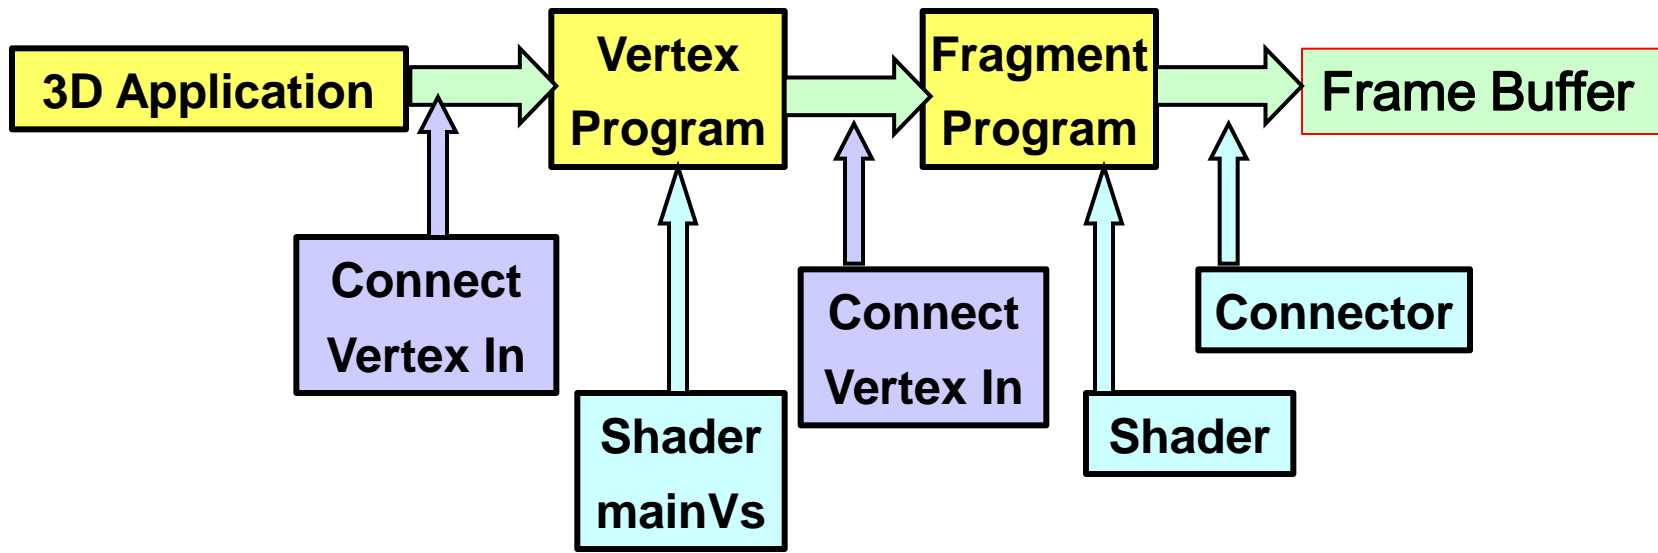 3D Application
Vertex
Program
Fragment
Program
Frame Buffer
Connect
Vertex In
Shader
mainVs
Connect
Vertex In
Shader
Connector